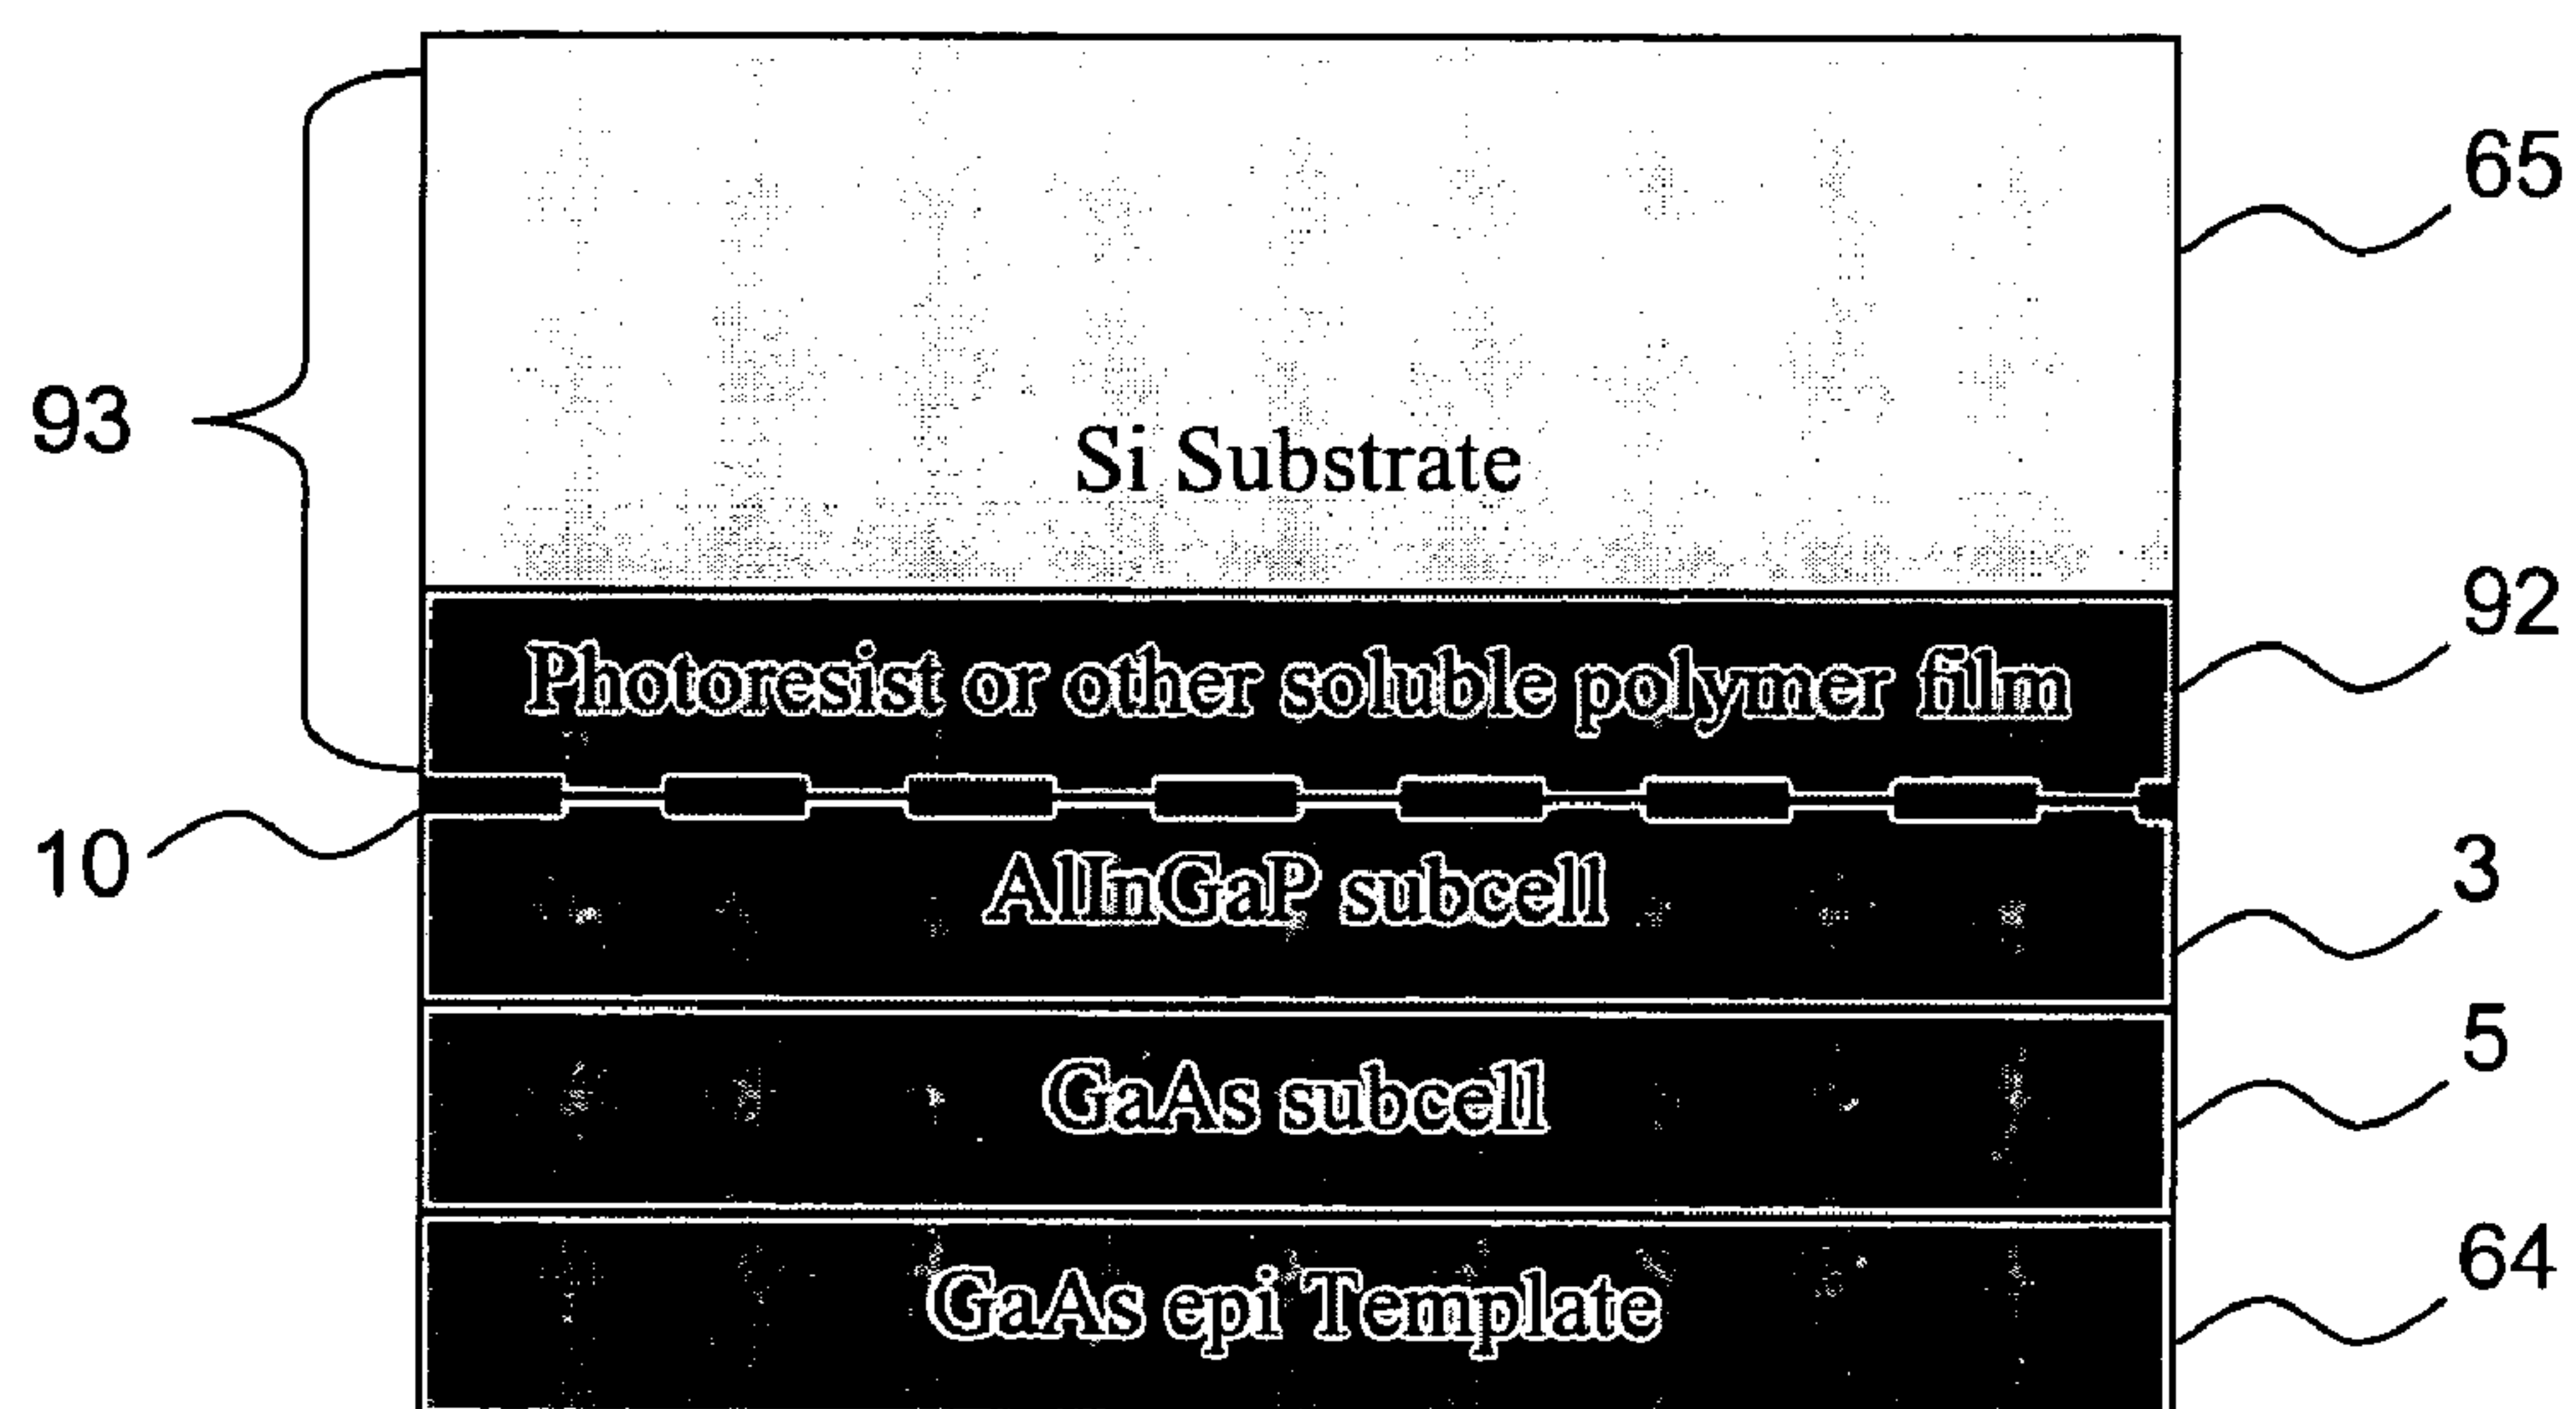 65
93
Si Substrate
92
Photoresist or other soluble polymer film
10
3
AlInGaP subcell
5
GaAs subcell
64
GaAs epi Template